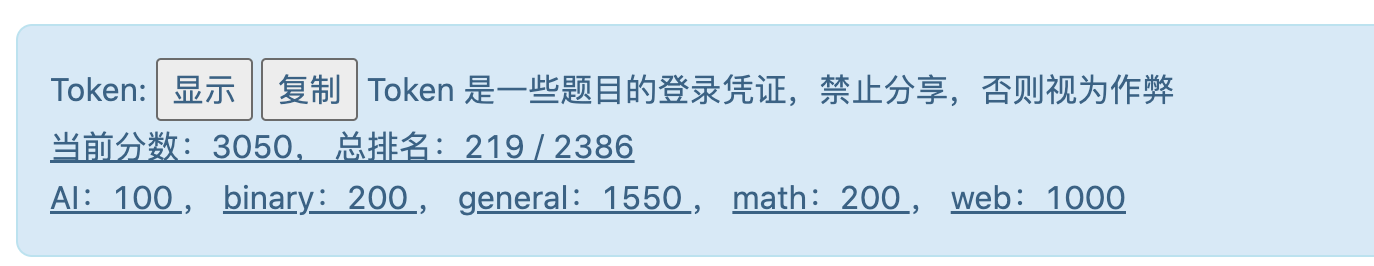 Token: 显示 复制 Token 是一些题目的登录凭证，禁止分享，否则视为作弊
当前分数：3050， 总排名：219 / 2386
AI：100 ， binary：200 ， general：1550 ， math：200 ， web：1000